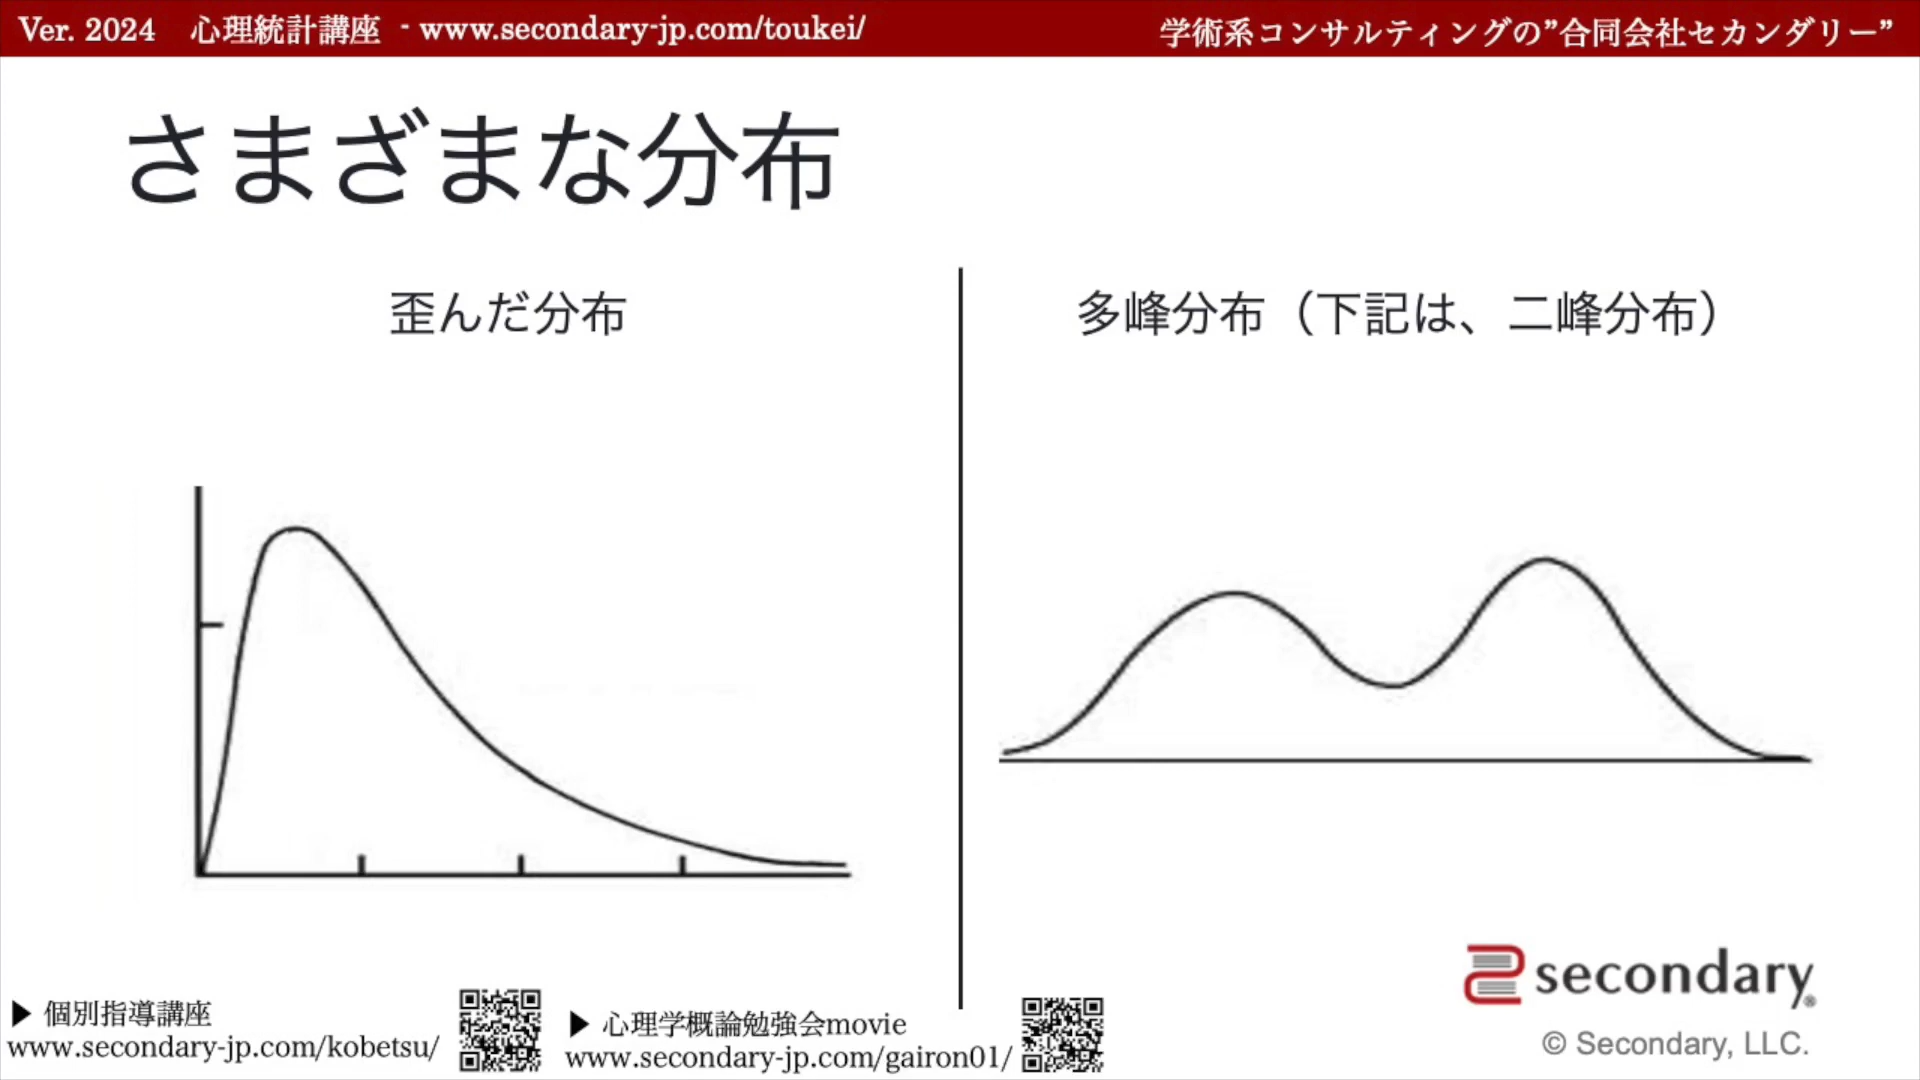 Ver. 2024 心理統計講座 - www.secondary-jp.com/toukei/
学術系コンサルティングの”合同会社セカンダリー”
さまざまな分布
歪んだ分布
多峰分布（下記は、二峰分布）
▶ 個別指導講座
www.secondary-jp.com/kobetsu/
▶ 心理学概論勉強会movie
www.secondary-jp.com/gairon01/
secondary®
© Secondary, LLC.